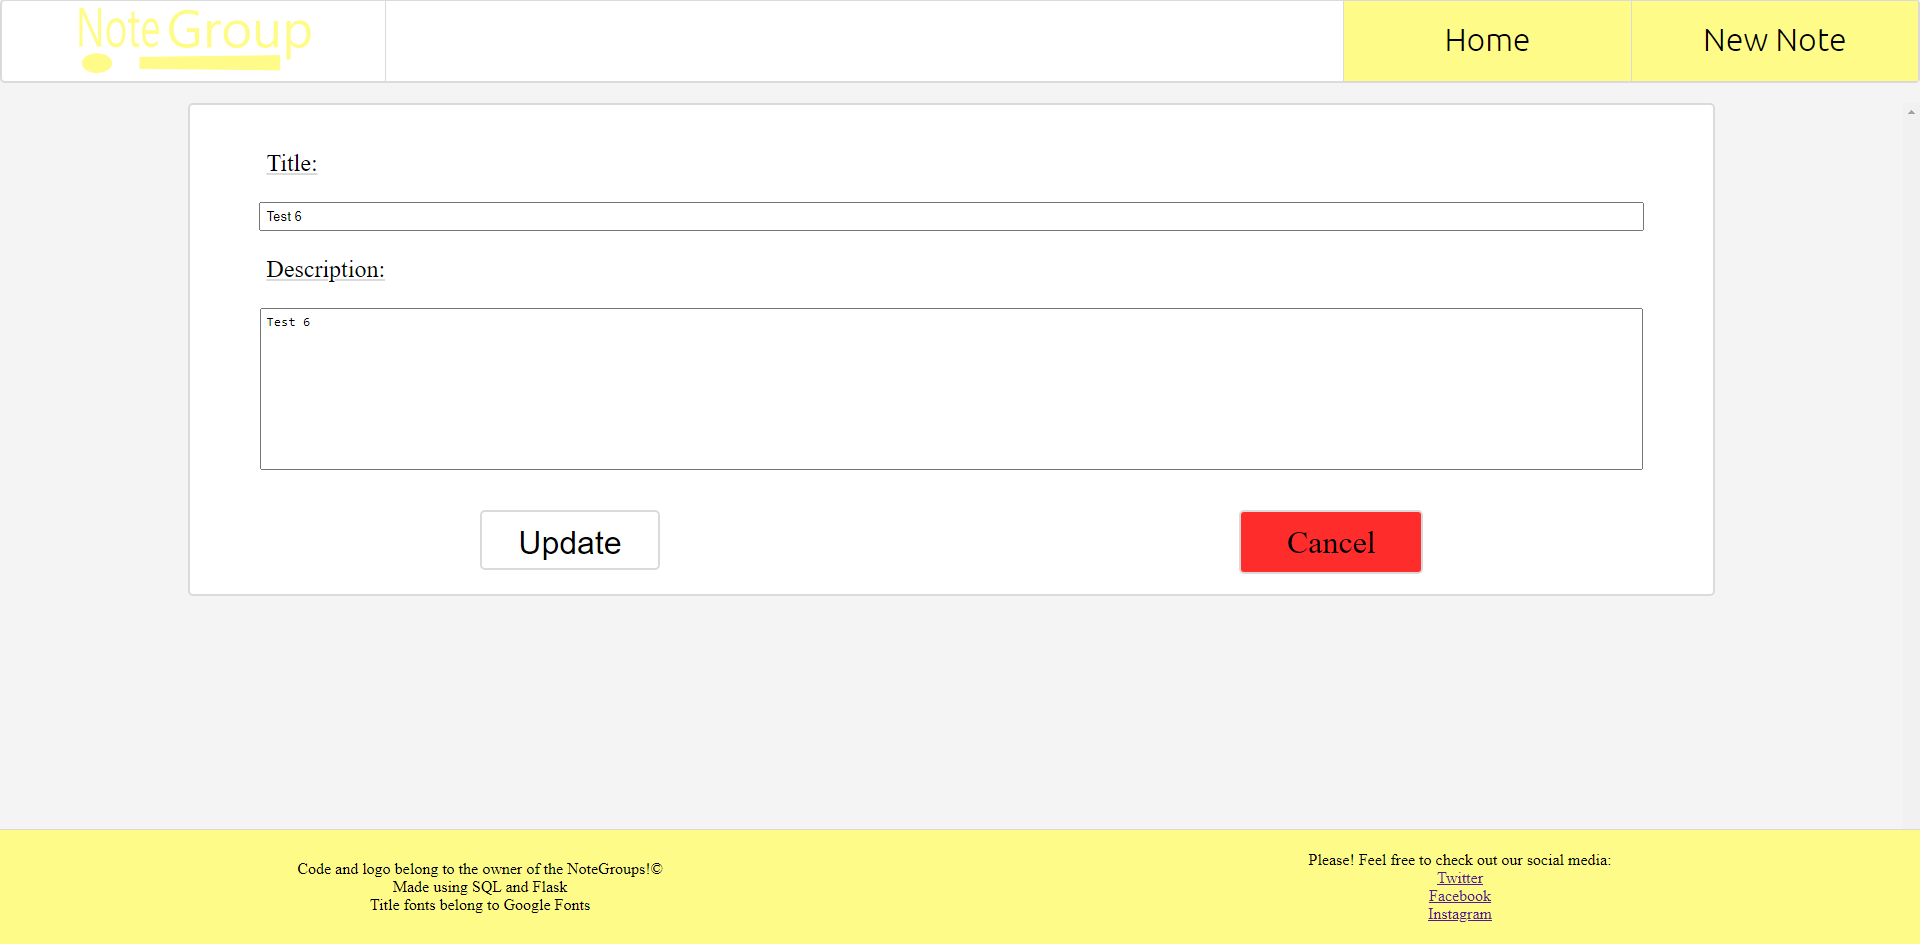 Note Group
Home
New Note
Title:
Test 6
Description:
Test 6
Update
Cancel
Code and logo belong to the owner of the NoteGroups!©
Made using SQL and Flask
Title fonts belong to Google Fonts
Please! Feel free to check out our social media:
Twitter
Facebook
Instagram